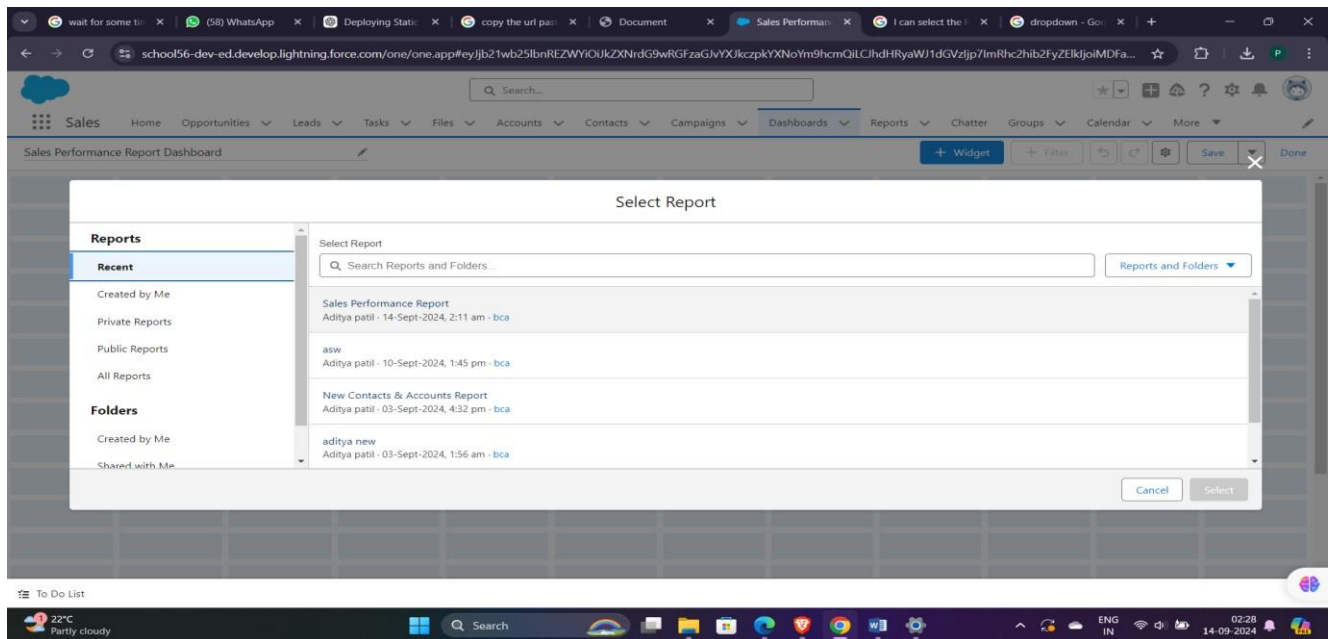 wait for some tim
(58) WhatsApp
Deploying Static
copy the url past
Document
Sales Performanc
I can select the F
dropdown - Goo
school56-dev-ed.develop.lightning.force.com/one/one.app#eyJjb21wb25lbnREZWYiOiJkZXNrdG9wRGFzaGJvYXJkczpkYXNoYm9hcmQiLCJhdHRyaWJ1dGVzIjp7ImRhc2hib2FyZElkIjoiMDFa...
P
Search...
Sales Home Opportunities Leads Tasks Files Accounts Contacts Campaigns Dashboards Reports Chatter Groups Calendar More
Sales Performance Report Dashboard
+ Widget + Filter Save Done
Select Report
Reports
Recent
Created by Me
Private Reports
Public Reports
All Reports
Folders
Created by Me
Shared with Me
Select Report
Search Reports and Folders...
Reports and Folders
Sales Performance Report
Aditya patil · 14-Sept-2024, 2:11 am · bca
asw
Aditya patil · 10-Sept-2024, 1:45 pm · bca
New Contacts & Accounts Report
Aditya patil · 03-Sept-2024, 4:32 pm · bca
aditya new
Aditya patil · 03-Sept-2024, 1:56 am · bca
Cancel Select
To Do List
22°C
Partly cloudy
Search
ENG
IN
02:28
14-09-2024